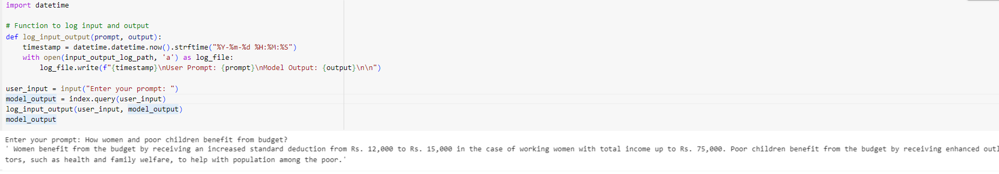 import datetime
# Function to log input and output
def log_input_output(prompt, output):
    timestamp = datetime.datetime.now().strftime("%Y-%m-%d %H:%M:%S")
    with open(input_output_log_path, 'a') as log_file:
        log_file.write(f"{timestamp}\nUser Prompt: {prompt}\nModel Output: {output}\n\n")
user_input = input("Enter your prompt: ")
model_output = index.query(user_input)
log_input_output(user_input, model_output)
model_output
Enter your prompt: How women and poor children benefit from budget?
' Women benefit from the budget by receiving an increased standard deduction from Rs. 12,000 to Rs. 15,000 in the case of working women with total income up to Rs. 75,000. Poor children benefit from the budget by receiving enhanced outl
tors, such as health and family welfare, to help with population among the poor.'